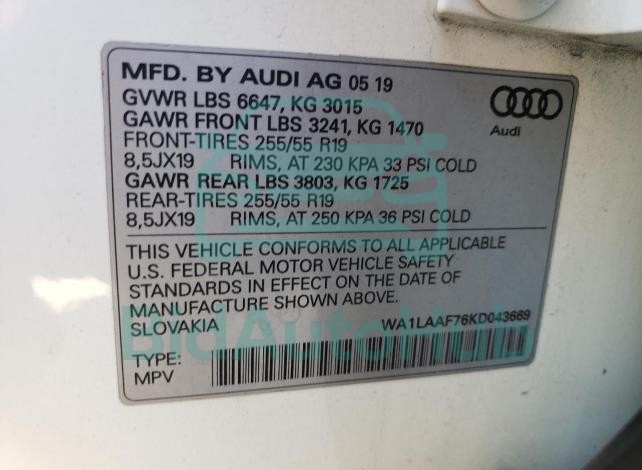 MFD. BY AUDI AG 05 19
GVWR LBS 6647, KG 3015
GAWR FRONT LBS 3241, KG 1470
FRONT-TIRES 255/55 R19
8,5JX19 RIMS, AT 230 KPA 33 PSI COLD
GAWR REAR LBS 3803, KG 1725
REAR-TIRES 255/55 R19
8,5JX19 RIMS, AT 250 KPA 36 PSI COLD
Audi
THIS VEHICLE CONFORMS TO ALL APPLICABLE
U.S. FEDERAL MOTOR VEHICLE SAFETY
STANDARDS IN EFFECT ON THE DATE OF
MANUFACTURE SHOWN ABOVE.
SLOVAKIA WA1LAAF76KD043669
TYPE:
MPV
BidAutoHub